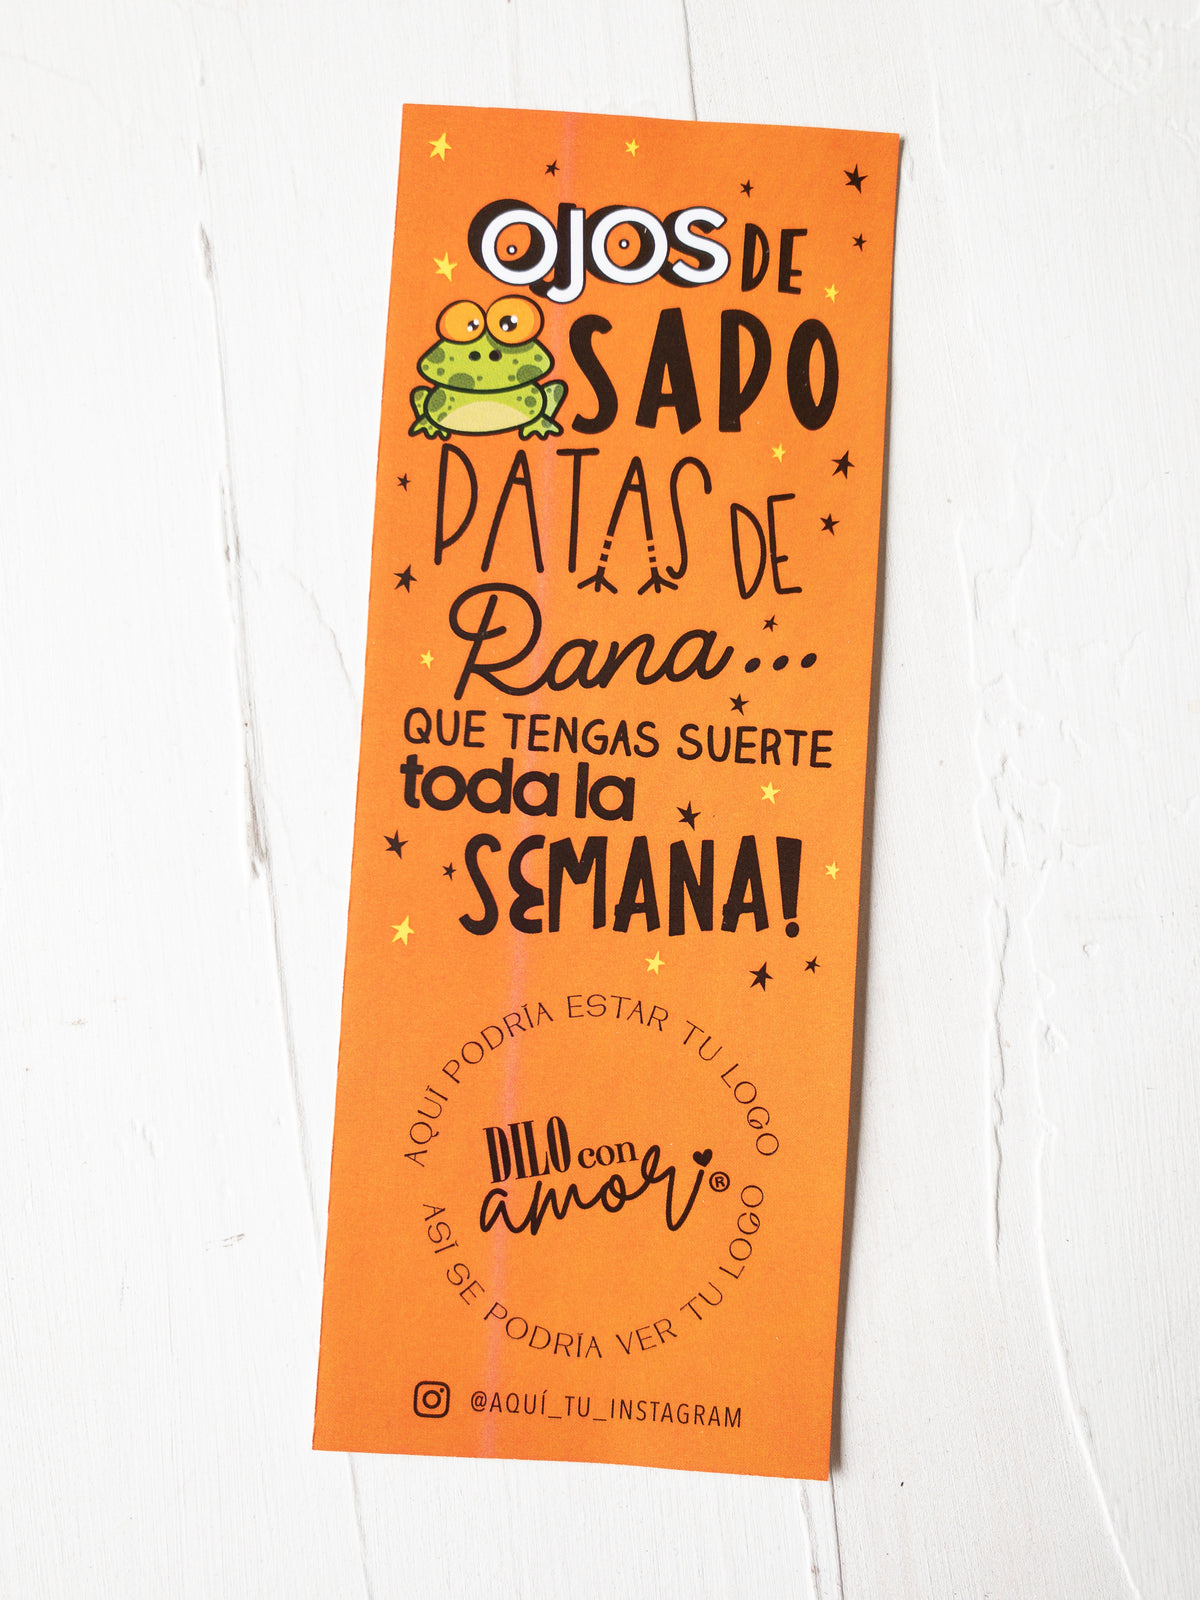 OJOS DE
SAPO
PATAS DE
Rana...
QUE TENGAS SUERTE
toda la
SEMANA!
AQUÍ PODRÍA ESTAR TU LOGO
DILO con
amor ®
ASÍ SE PODRÍA VER TU LOGO
@AQUÍ_TU_INSTAGRAM